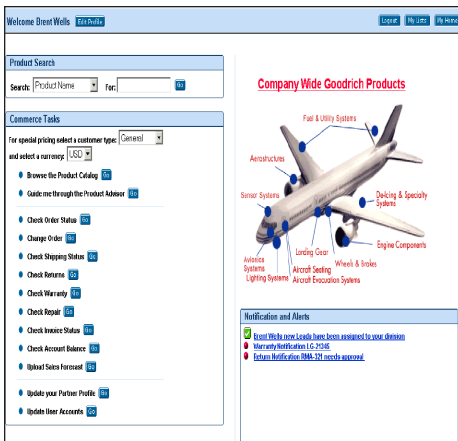 Welcome Brent Wells Edit Profile
Logout My Lists My Home
Product Search
Search: Product Name For: Go
Commerce Tasks
For special pricing select a customer type: General
and select a currency: USD
Browse the Product Catalog Go
Guide me through the Product Advisor Go
Check Order Status Go
Change Order Go
Check Shipping Status Go
Check Returns Go
Check Warranty Go
Check Repair Go
Check Invoice Status Go
Check Account Balance Go
Upload Sales Forecast Go
Update your Partner Profile Go
Update User Accounts Go
Company Wide Goodrich Products
Fuel & Utility Systems
Aerostructures
Sensor Systems
De-icing & Specialty
Systems
Engine Components
Wheels & Brakes
Landing Gear
Avionics
Systems
Lighting Systems
Aircraft Seating
Aircraft Evacuation Systems
Notification and Alerts
Brent Wells new Leads have been assigned to your division
Warranty Notification LG-21345
Return Notification RMA-321 needs approval